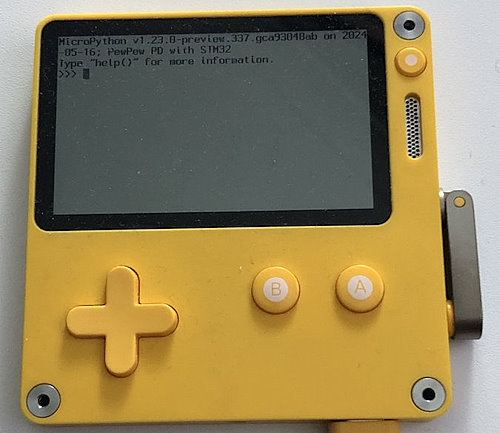 MicroPython v1.23.0-preview.337.gca93048ab on 2024
-05-16; PewPew PD with STM32
Type "help()" for more information.
>>>
B
A